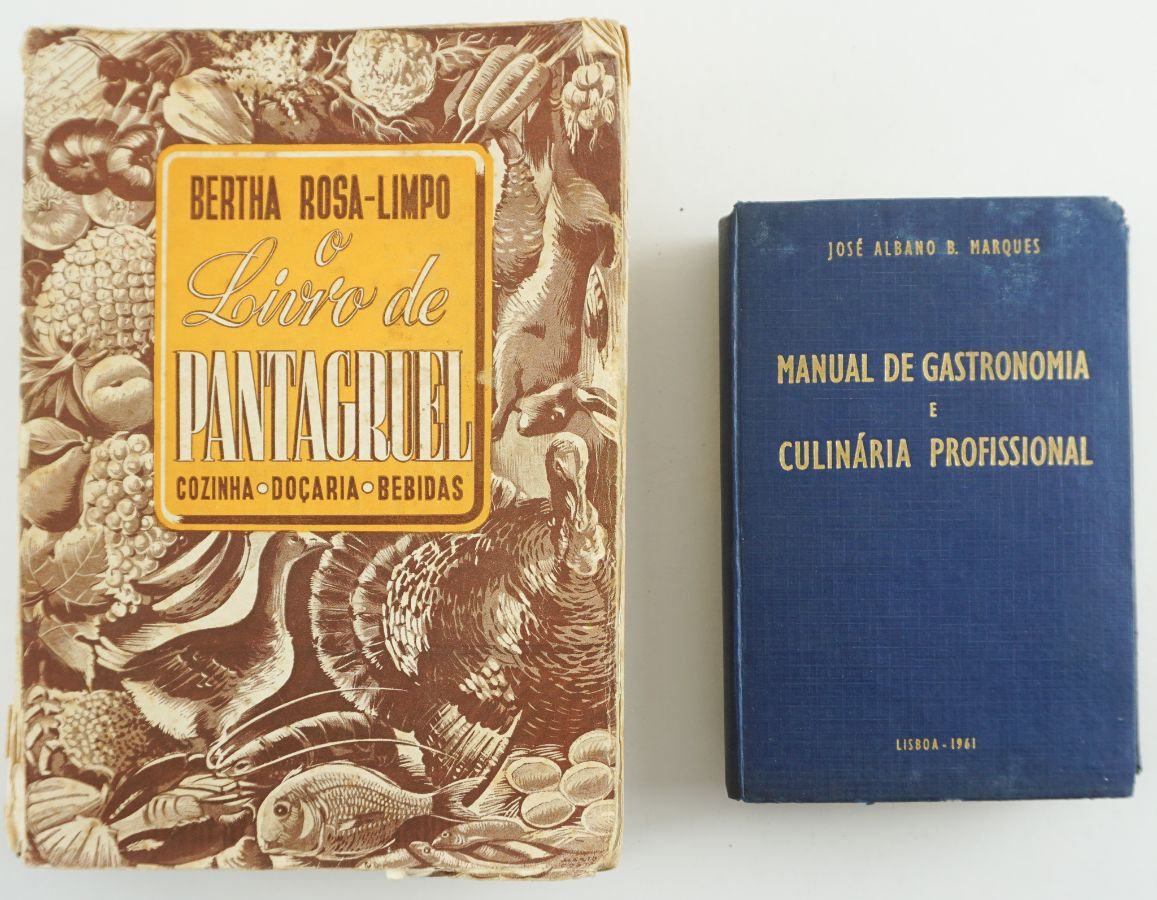 BERTHA ROSA-LIMPO
o
Livro de
PANTAGRUEL
COZINHA•DOÇARIA•BEBIDAS
JOSÉ ALBANO B. MARQUES
MANUAL DE GASTRONOMIA
E
CULINÁRIA PROFISSIONAL
LISBOA-1961